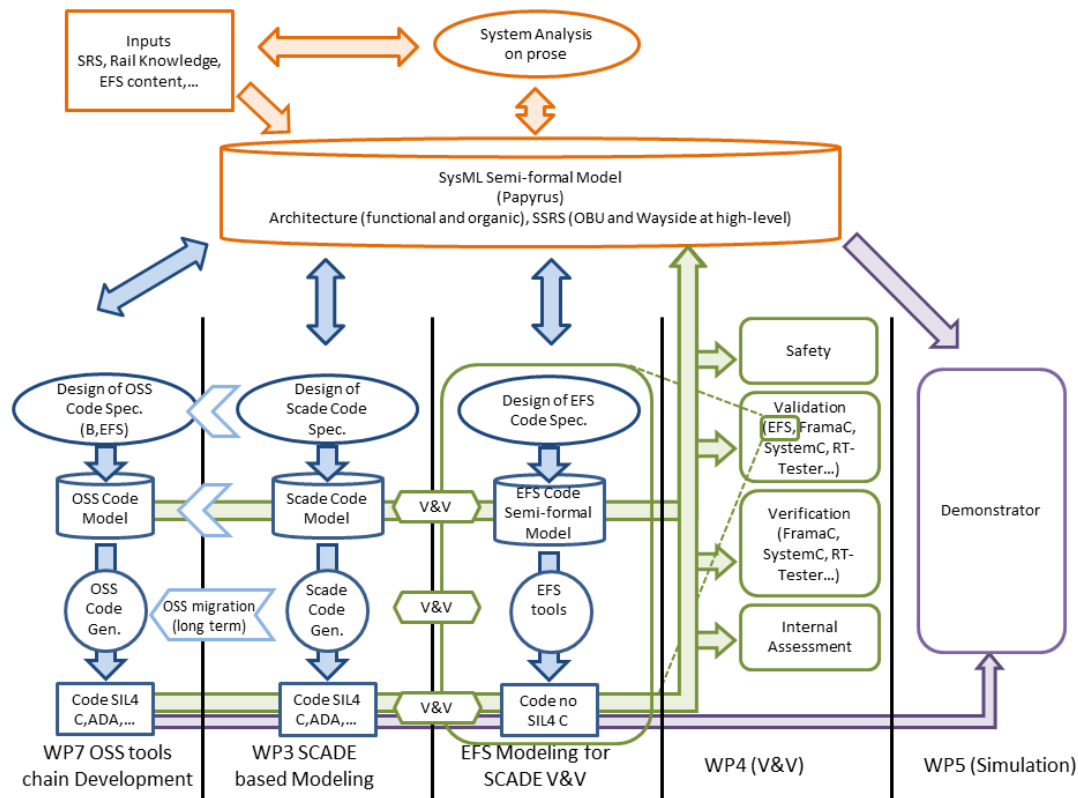 Inputs
SRS, Rail Knowledge,
EFS content,...
System Analysis
on prose
SysML Semi-formal Model
(Papyrus)
Architecture (functional and organic), SSRS (OBU and Wayside at high-level)
Design of OSS
Code Spec.
(B,EFS)
Design of
Scade Code
Spec.
Design of EFS
Code Spec.
Safety
Validation
(EFS, FramaC,
SystemC, RT-
Tester...)
OSS Code
Model
Scade Code
Model
V&V
EFS Code
Semi-formal
Model
Verification
(FramaC,
SystemC, RT-
Tester...)
Demonstrator
OSS
Code
Gen.
OSS migration
(long term)
Scade
Code
Gen.
V&V
EFS
tools
Internal
Assessment
Code SIL4
C,ADA,...
Code SIL4
C,ADA,...
V&V
Code no
SIL4 C
WP7 OSS tools
chain Development
WP3 SCADE
based Modeling
EFS Modeling for
SCADE V&V
WP4 (V&V)
WP5 (Simulation)